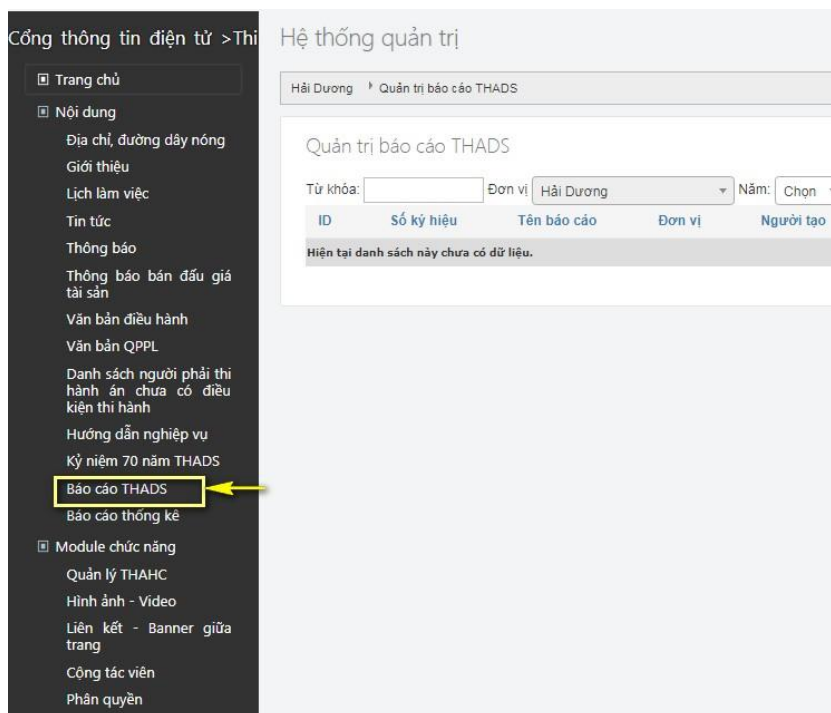 Cổng thông tin điện tử >Thi
Trang chủ
Nội dung
Địa chỉ, đường dây nóng
Giới thiệu
Lịch làm việc
Tin tức
Thông báo
Thông báo bán đấu giá
tài sản
Văn bản điều hành
Văn bản QPPL
Danh sách người phải thi
hành án chưa có điều
kiện thi hành
Hướng dẫn nghiệp vụ
Kỷ niệm 70 năm THADS
Báo cáo THADS
Báo cáo thống kê
Module chức năng
Quản lý THAHC
Hình ảnh - Video
Liên kết - Banner giữa
trang
Cộng tác viên
Phân quyền
Hệ thống quản trị
Hải Dương Quản trị báo cáo THADS
Quản trị báo cáo THADS
Từ khóa: Đơn vị Hải Dương Năm: Chọn
ID Số ký hiệu Tên báo cáo Đơn vị Người tạo
Hiện tại danh sách này chưa có dữ liệu.